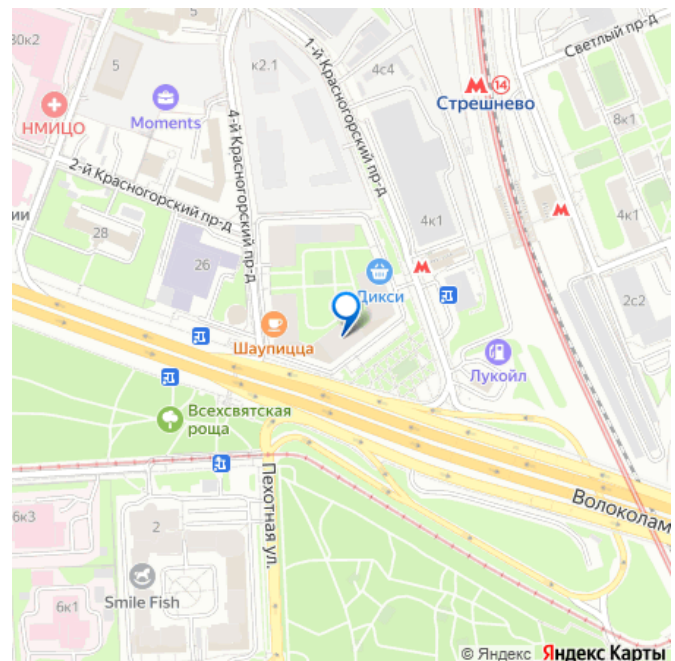 30к2
5
НМИЦО
Moments
к2.1
4с4
1-й Красногорский пр-д
14
Стрешнево
Светлый пр-д
8к1
4-й Красногорский пр-д
2-й Красногорский пр-д
ии
28
26
4к1
4к1
Дикси
2с2
Шаупицца
Лукойл
Всехсвятская
роща
Пехотная ул.
Волоколам
6к3
2
Smile Fish
6к1
© Яндекс Яндекс Карты